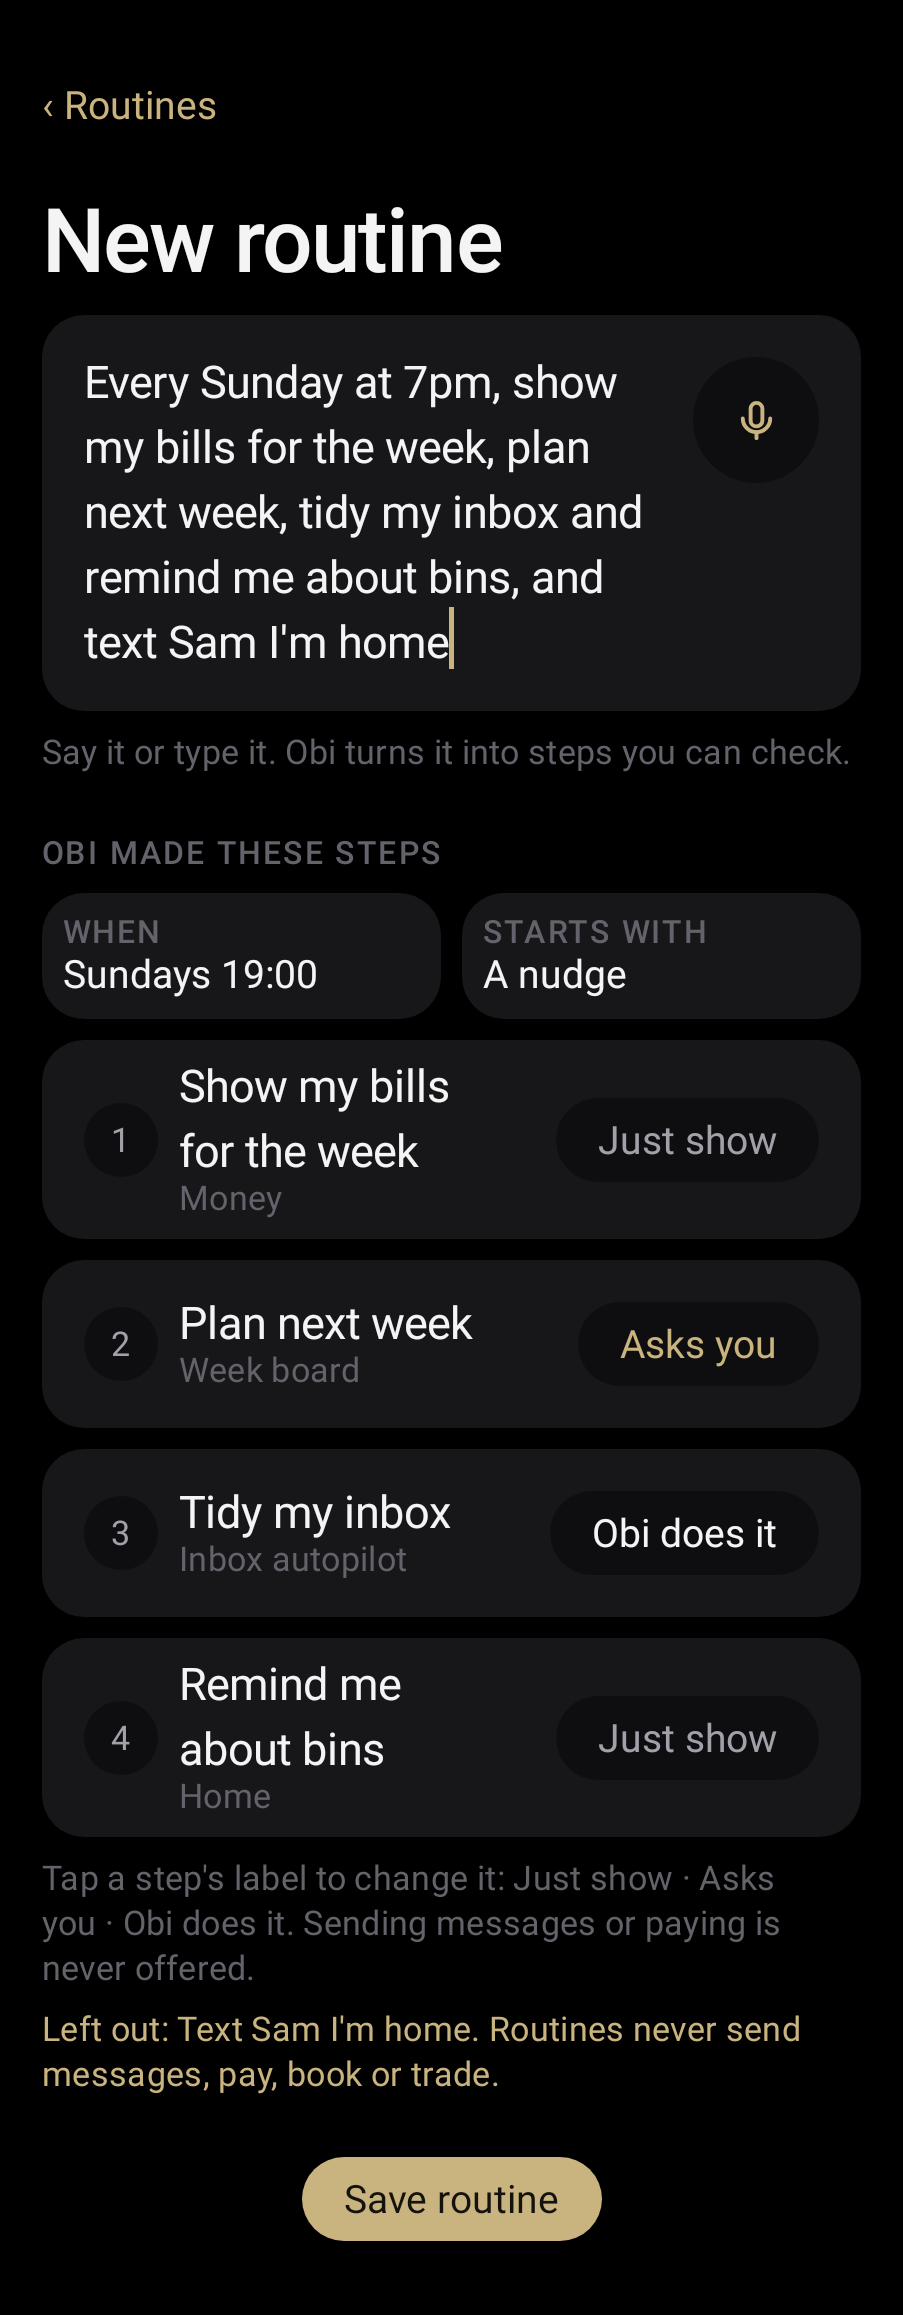 ‹ Routines
New routine
Every Sunday at 7pm, show
my bills for the week, plan
next week, tidy my inbox and
remind me about bins, and
text Sam I'm home
Say it or type it. Obi turns it into steps you can check.
OBI MADE THESE STEPS
WHEN
Sundays 19:00
STARTS WITH
A nudge
1
Show my bills
for the week
Money
Just show
2
Plan next week
Week board
Asks you
3
Tidy my inbox
Inbox autopilot
Obi does it
4
Remind me
about bins
Home
Just show
Tap a step's label to change it: Just show · Asks
you · Obi does it. Sending messages or paying is
never offered.
Left out: Text Sam I'm home. Routines never send
messages, pay, book or trade.
Save routine